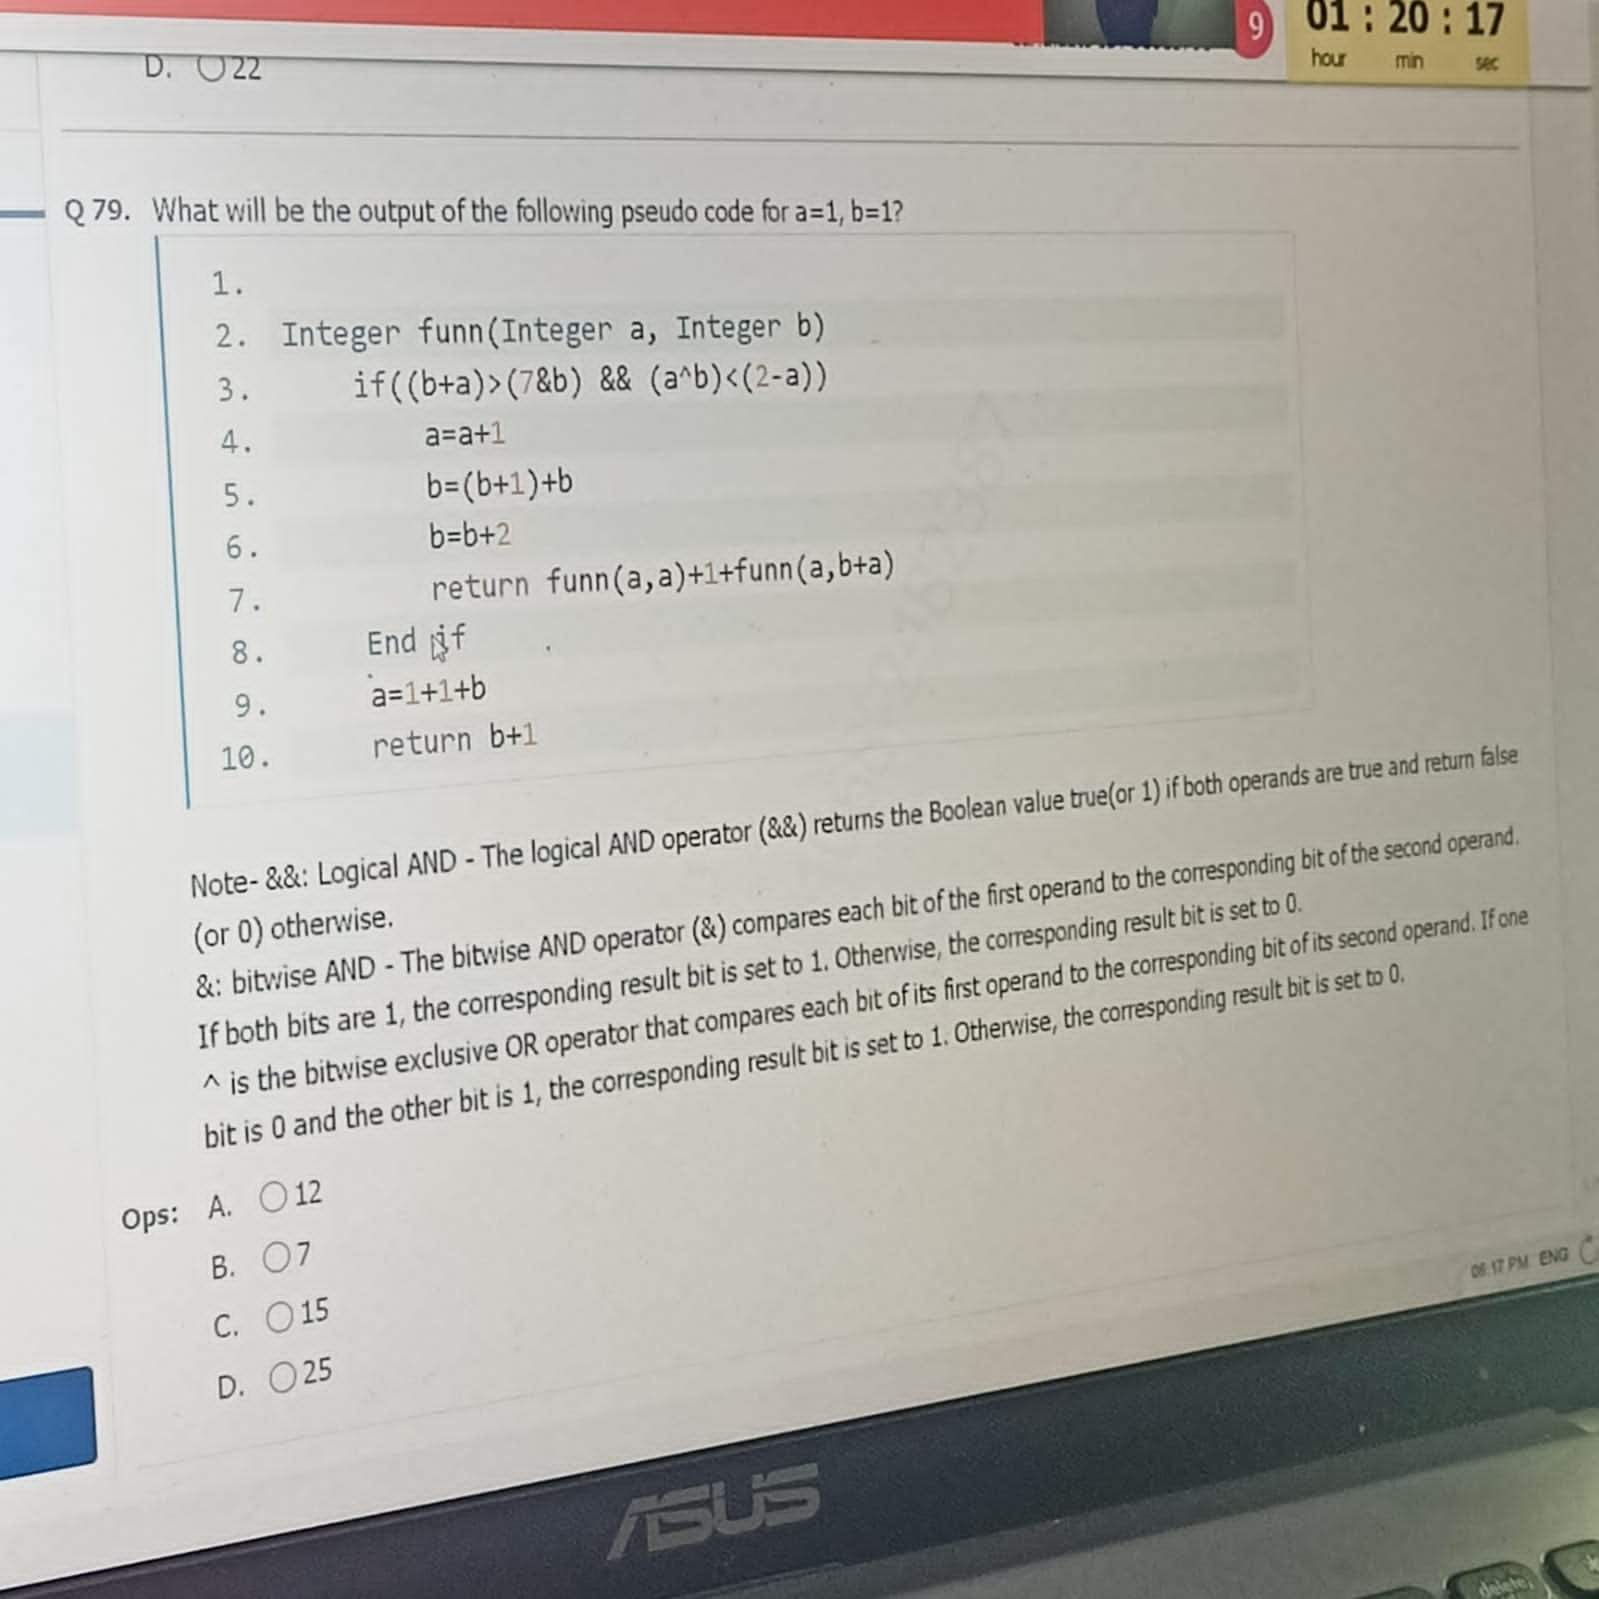 9
01 : 20 : 17
hour min sec
D. 22
Q 79. What will be the output of the following pseudo code for a=1, b=1?
1.
2. Integer funn(Integer a, Integer b)
3. if((b+a)>(7&b) && (a^b)<(2-a))
4. a=a+1
5. b=(b+1)+b
6. b=b+2
7. return funn(a,a)+1+funn(a,b+a)
8. End if
9. a=1+1+b
10. return b+1
Note- &&: Logical AND - The logical AND operator (&&) returns the Boolean value true(or 1) if both operands are true and return false
(or 0) otherwise.
&: bitwise AND - The bitwise AND operator (&) compares each bit of the first operand to the corresponding bit of the second operand.
If both bits are 1, the corresponding result bit is set to 1. Otherwise, the corresponding result bit is set to 0.
^ is the bitwise exclusive OR operator that compares each bit of its first operand to the corresponding bit of its second operand. If one
bit is 0 and the other bit is 1, the corresponding result bit is set to 1. Otherwise, the corresponding result bit is set to 0.
Ops: A. 12
B. 7
C. 15
D. 25
06:17 PM ENG
ASUS
delete